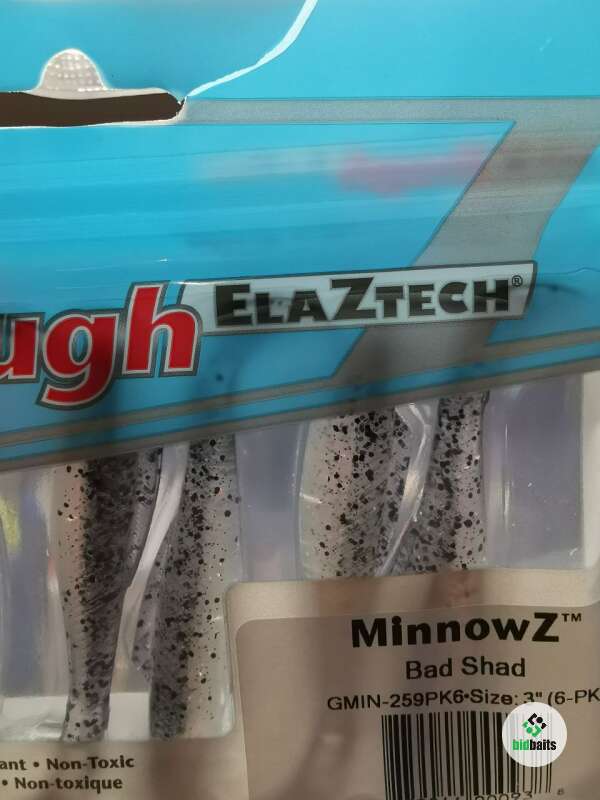 ugh ELAZTECH®
MinnowZ™
Bad Shad
GMIN-259PK6•Size: 3" (6-PK
ant • Non-Toxic
• Non-toxique
bidbaits